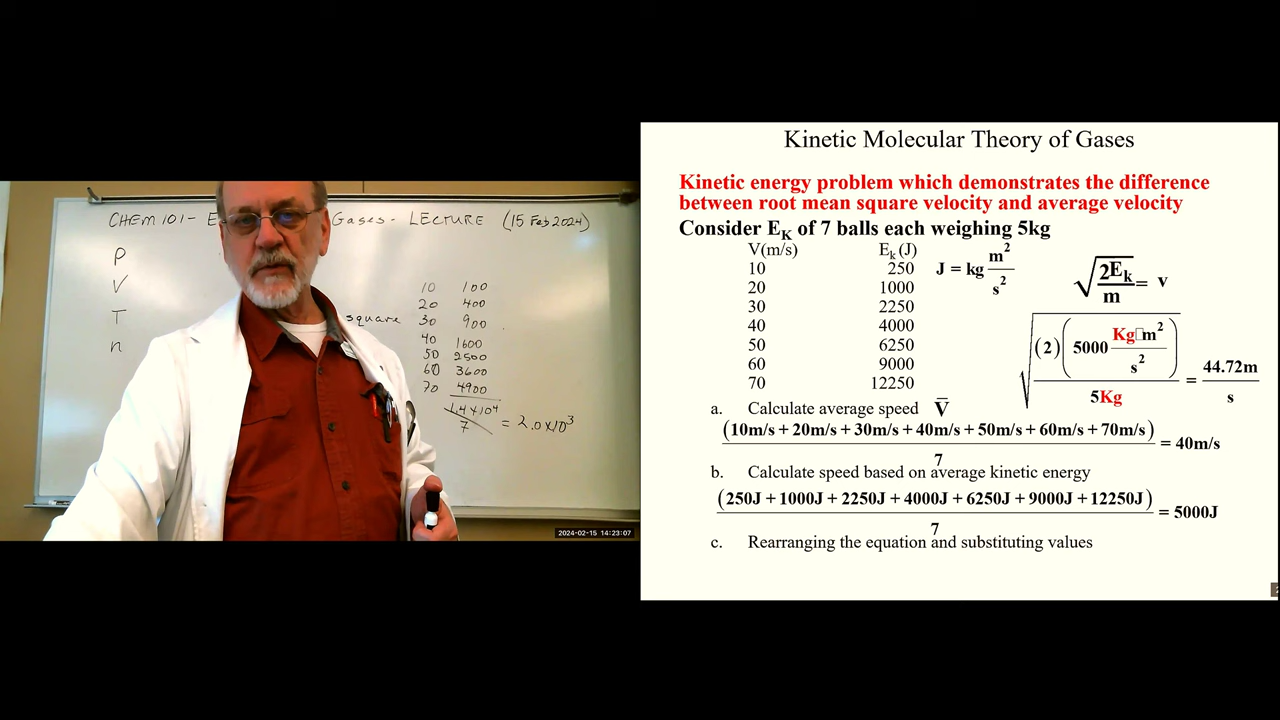 CHEM 101- E Gases- LECTURE (15 Feb 2024)
P
V
T
n
square
10 100
20 400
30 900
40 1600
50 2500
60 3600
70 4900
1.4 x 10^4
7
= 2.0 x 10^3
2024-02-15 14:23:07
Kinetic Molecular Theory of Gases
Kinetic energy problem which demonstrates the difference
between root mean square velocity and average velocity
Consider E_K of 7 balls each weighing 5kg
V(m/s) E_k (J)
10 250
20 1000
30 2250
40 4000
50 6250
60 9000
70 12250
J = kg m^2 / s^2
√(2E_k / m) = v
√((2)(5000 Kg□m^2 / s^2) / 5Kg) = 44.72m / s
a. Calculate average speed V̅
(10m/s + 20m/s + 30m/s + 40m/s + 50m/s + 60m/s + 70m/s)
7
= 40m/s
b. Calculate speed based on average kinetic energy
(250J + 1000J + 2250J + 4000J + 6250J + 9000J + 12250J)
7
= 5000J
c. Rearranging the equation and substituting values